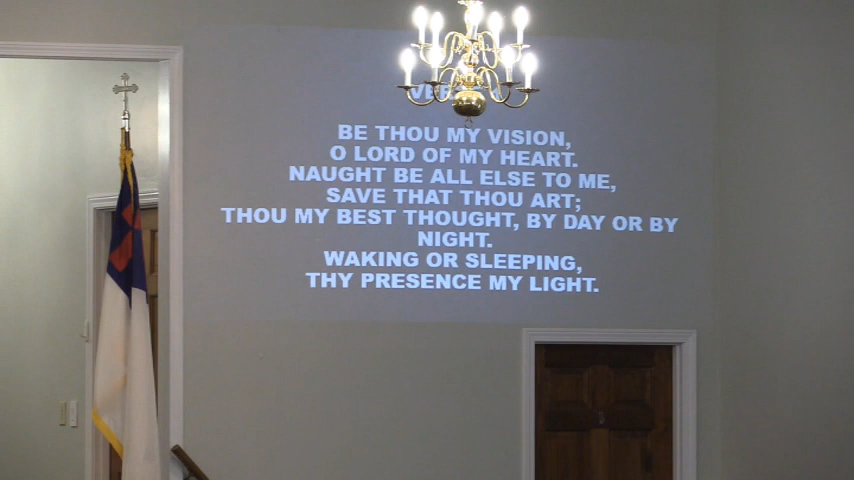 BE THOU MY VISION,
O LORD OF MY HEART.
NAUGHT BE ALL ELSE TO ME,
SAVE THAT THOU ART;
THOU MY BEST THOUGHT, BY DAY OR BY
NIGHT.
WAKING OR SLEEPING,
THY PRESENCE MY LIGHT.